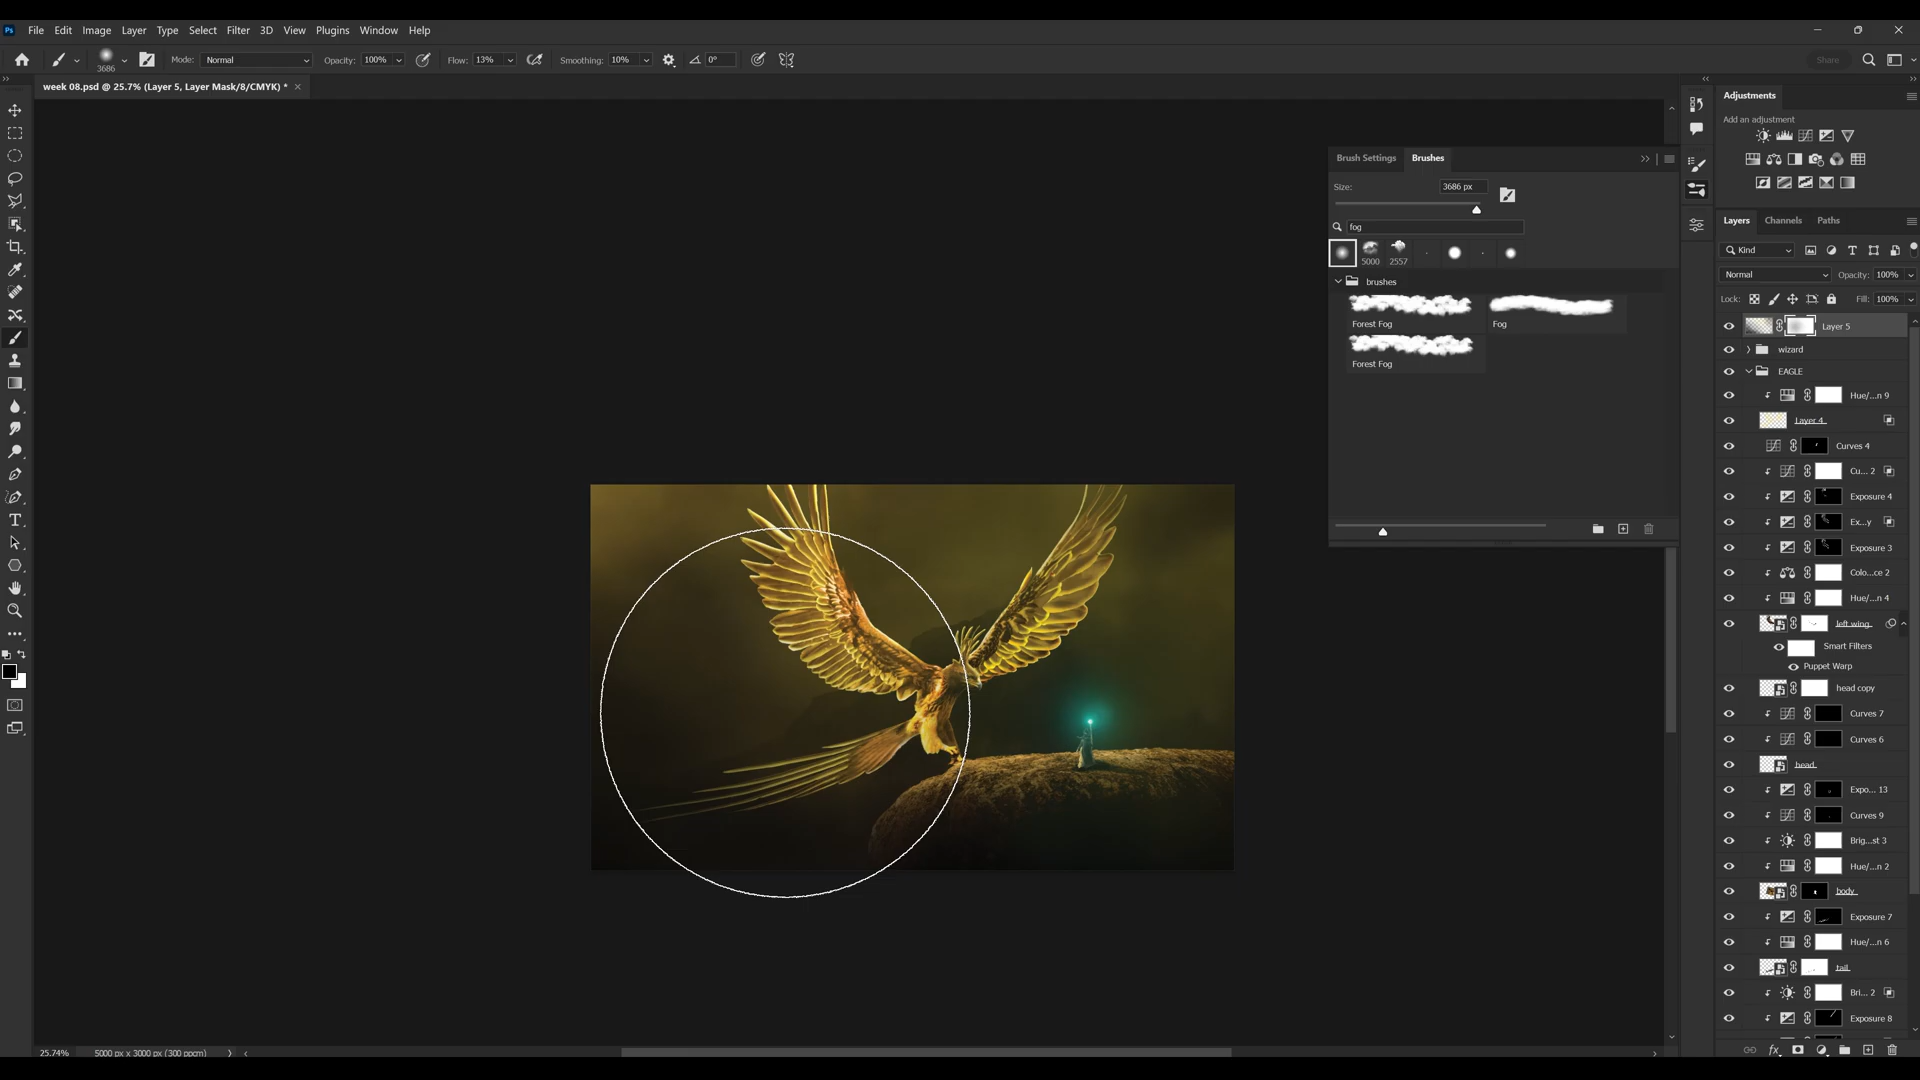 Ps File Edit Image Layer Type Select Filter 3D View Plugins Window Help
3686 Mode: Normal Opacity: 100% Flow: 13% Smoothing: 10% 0° Share
week 08.psd @ 25.7% (Layer 5, Layer Mask/8/CMYK) * ×
Brush Settings Brushes
Size: 3686 px
fog
5000 2557
brushes
Forest Fog Fog
Forest Fog
Adjustments
Add an adjustment
Layers Channels Paths
Kind
Normal Opacity: 100%
Lock: Fill: 100%
Layer 5
wizard
EAGLE
Hue/...n 9
Layer 4
Curves 4
Cu... 2
Exposure 4
Ex...y
Exposure 3
Colo...ce 2
Hue/...n 4
left wing
Smart Filters
Puppet Warp
head copy
Curves 7
Curves 6
head
Expo... 13
Curves 9
Brig...st 3
Hue/...n 2
body
Exposure 7
Hue/...n 6
tail
Bri... 2
Exposure 8
fx
25.74% 5000 px x 3000 px (300 ppcm)